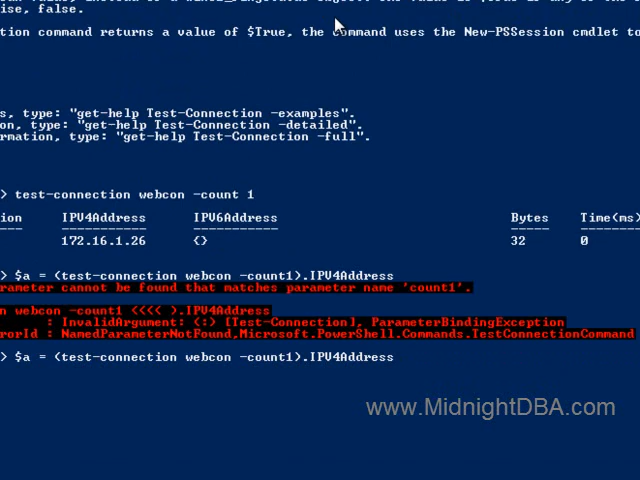 ise, false.
tion command returns a value of $True, the command uses the New-PSSession cmdlet to
s, type: "get-help Test-Connection -examples".
on, type: "get-help Test-Connection -detailed".
rmation, type: "get-help Test-Connection -full".
> test-connection webcon -count 1
ion IPV4Address IPV6Address Bytes Time(ms)
--- ----------- ----------- ----- --------
172.16.1.26 {} 32 0
> $a = (test-connection webcon -count1).IPV4Address
rameter cannot be found that matches parameter name 'count1'.
n webcon -count1 <<<< ).IPV4Address
: InvalidArgument: (:) [Test-Connection], ParameterBindingException
rorId : NamedParameterNotFound,Microsoft.PowerShell.Commands.TestConnectionCommand
> $a = (test-connection webcon -count1).IPV4Address
www.MidnightDBA.com